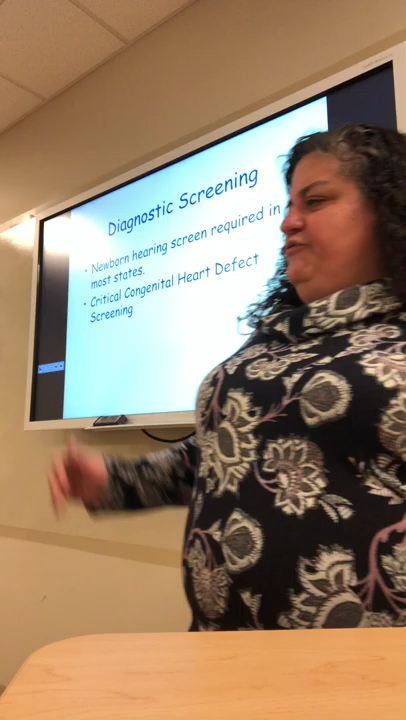 Diagnostic Screening
• Newborn hearing screen required in
most states.
• Critical Congenital Heart Defect
Screening